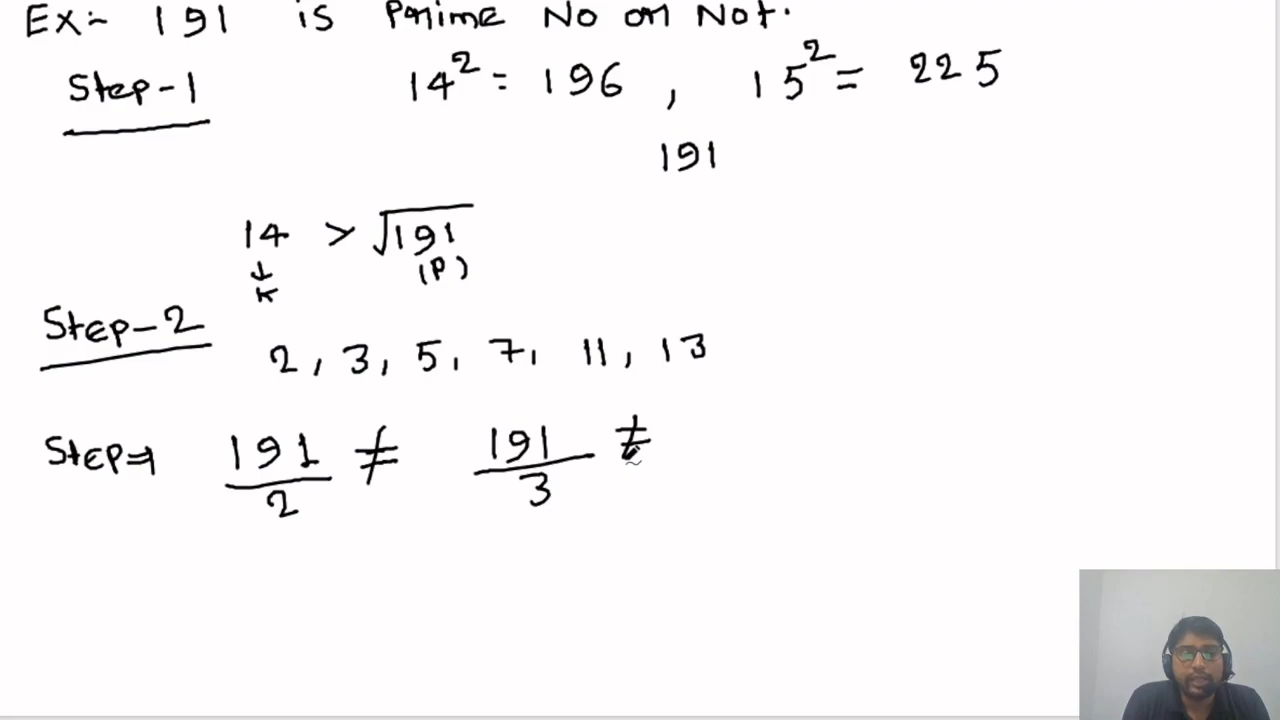 Ex:- 191 is Prime No or Not.
Step-1 14² = 196 , 15² = 225
191
14 > √191
↓ (P)
K
Step-2
2 , 3 , 5 , 7 , 11 , 13
Step⇒ 191/2 ≠ 191/3 ≠